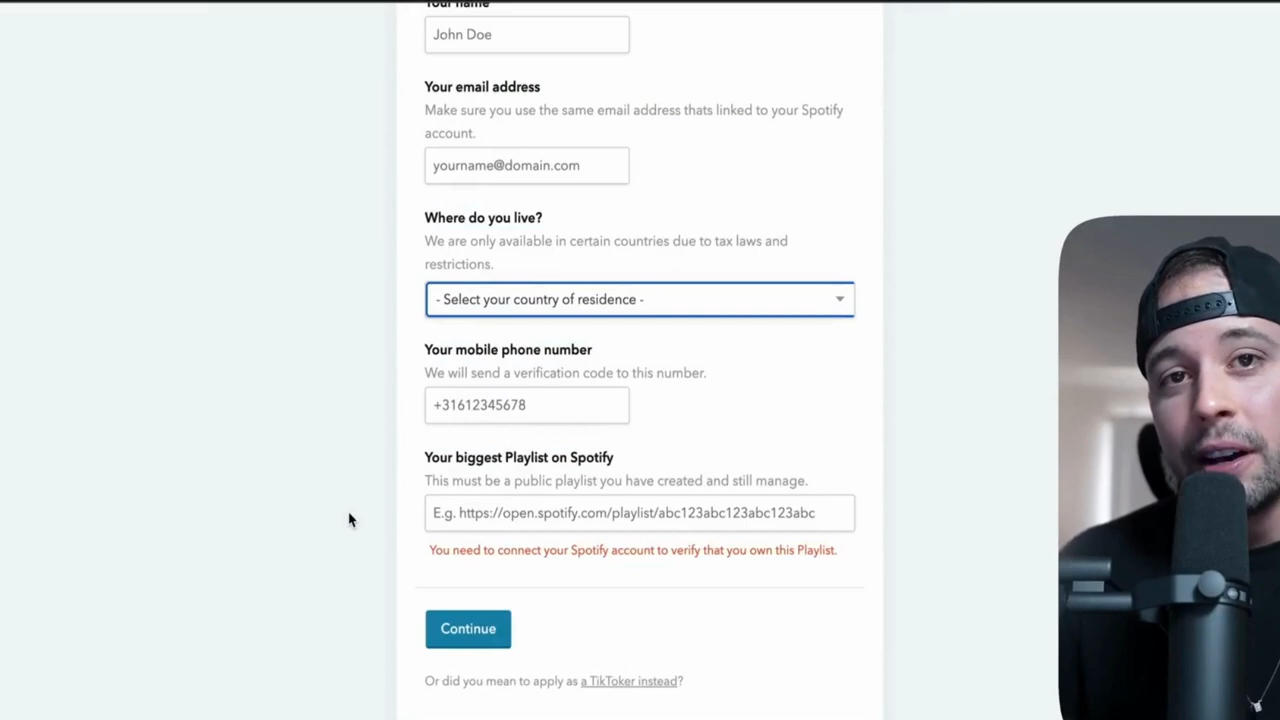 Your name
John Doe
Your email address
Make sure you use the same email address thats linked to your Spotify
account.
yourname@domain.com
Where do you live?
We are only available in certain countries due to tax laws and
restrictions.
- Select your country of residence -
Your mobile phone number
We will send a verification code to this number.
+31612345678
Your biggest Playlist on Spotify
This must be a public playlist you have created and still manage.
E.g. https://open.spotify.com/playlist/abc123abc123abc123abc
You need to connect your Spotify account to verify that you own this Playlist.
Continue
Or did you mean to apply as a TikToker instead?